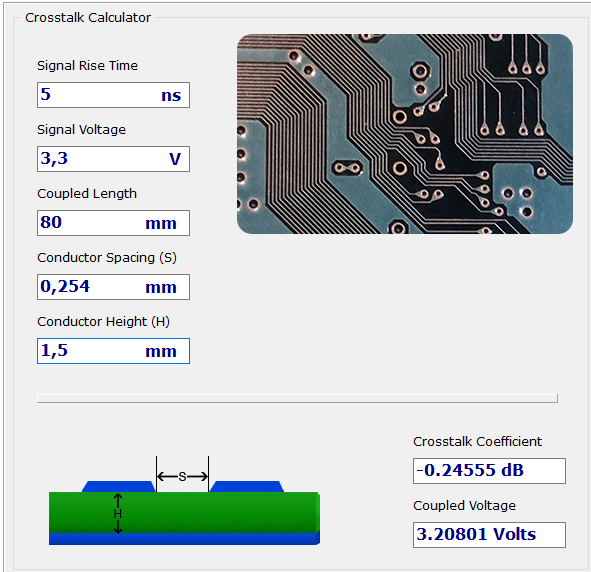 Crosstalk Calculator
Signal Rise Time
5 ns
Signal Voltage
3,3 V
Coupled Length
80 mm
Conductor Spacing (S)
0,254 mm
Conductor Height (H)
1,5 mm
S
H
Crosstalk Coefficient
-0.24555 dB
Coupled Voltage
3.20801 Volts